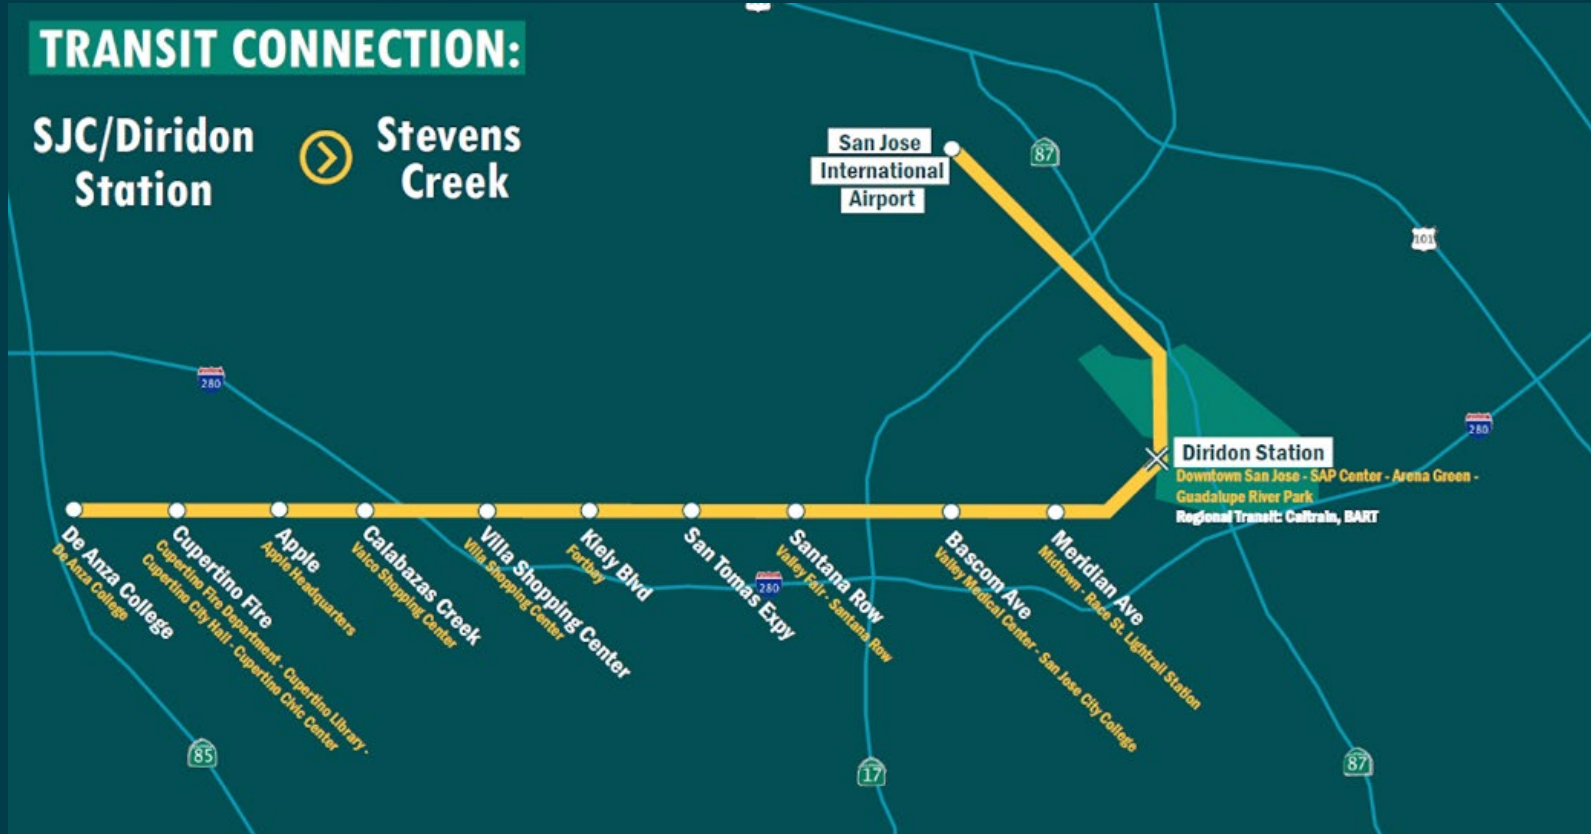 TRANSIT CONNECTION:
SJC/Diridon
Station
Stevens
Creek
San Jose
International
Airport
87
101
280
280
Diridon Station
Downtown San Jose - SAP Center - Arena Green -
Guadalupe River Park
Regional Transit: Caltrain, BART
De Anza College
De Anza College
Cupertino Fire
Cupertino Fire Department - Cupertino Library -
Cupertino City Hall - Cupertino Civic Center
Apple
Apple Headquarters
Calabazas Creek
Valco Shopping Center
Villa Shopping Center
Villa Shopping Center
Kiely Blvd
Fortbay
San Tomas Expy
Santana Row
Valley Fair - Santana Row
Bascom Ave
Valley Medical Center - San Jose City College
Meridian Ave
Midtown - Race St. Lightrail Station
280
85
17
87